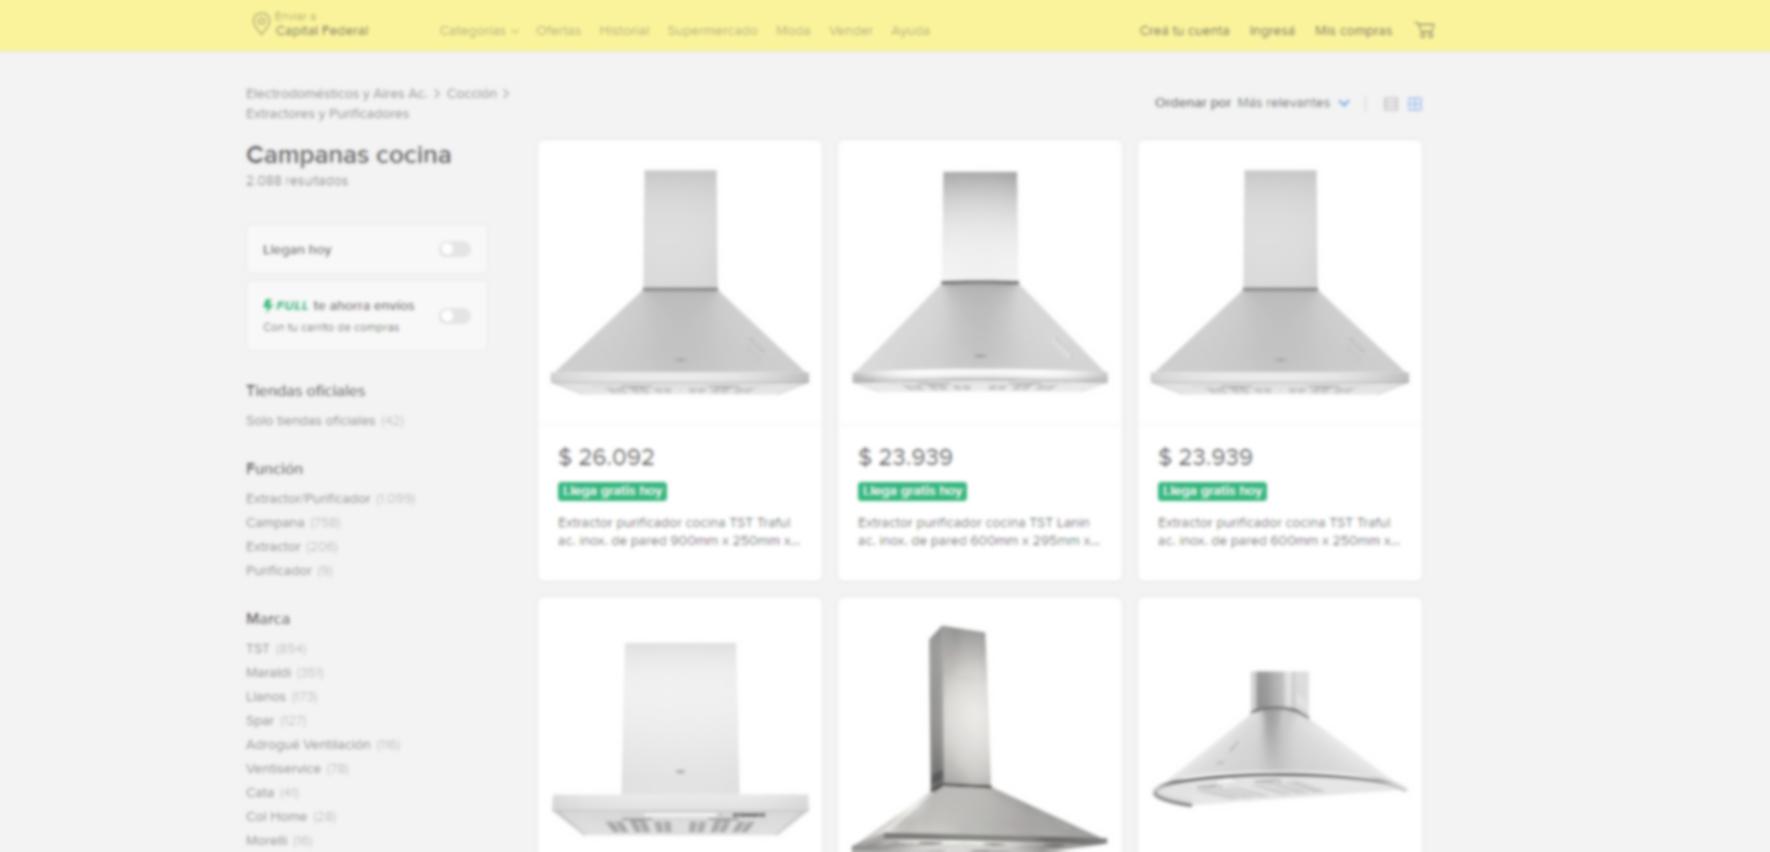 Enviar a
Capital Federal
Categorías Ofertas Historial Supermercado Moda Vender Ayuda
Creá tu cuenta Ingresá Mis compras
Electrodomésticos y Aires Ac. > Cocción >
Extractores y Purificadores
Ordenar por Más relevantes
Campanas cocina
2.088 resultados
Llegan hoy
FULL te ahorra envíos
Con tu carrito de compras
Tiendas oficiales
Solo tiendas oficiales (42)
Función
Extractor/Purificador (1.099)
Campana (758)
Extractor (206)
Purificador (9)
Marca
TST (854)
Maraldi (351)
Llanos (173)
Spar (127)
Adrogué Ventilación (116)
Ventiservice (78)
Cata (41)
Col Home (28)
Morelli (16)
$ 26.092
Llega gratis hoy
Extractor purificador cocina TST Traful
ac. inox. de pared 900mm x 250mm x...
$ 23.939
Llega gratis hoy
Extractor purificador cocina TST Lanin
ac. inox. de pared 600mm x 295mm x...
$ 23.939
Llega gratis hoy
Extractor purificador cocina TST Traful
ac. inox. de pared 600mm x 250mm x...